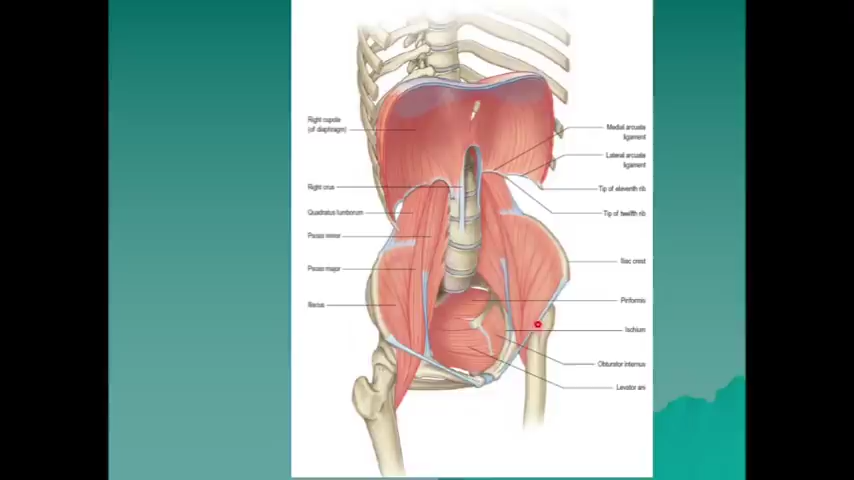 Right cupola
(of diaphragm)
Right crus
Quadratus lumborum
Psoas minor
Psoas major
Iliacus
Medial arcuate
ligament
Lateral arcuate
ligament
Tip of eleventh rib
Tip of twelfth rib
Iliac crest
Piriformis
Ischium
Obturator internus
Levator ani